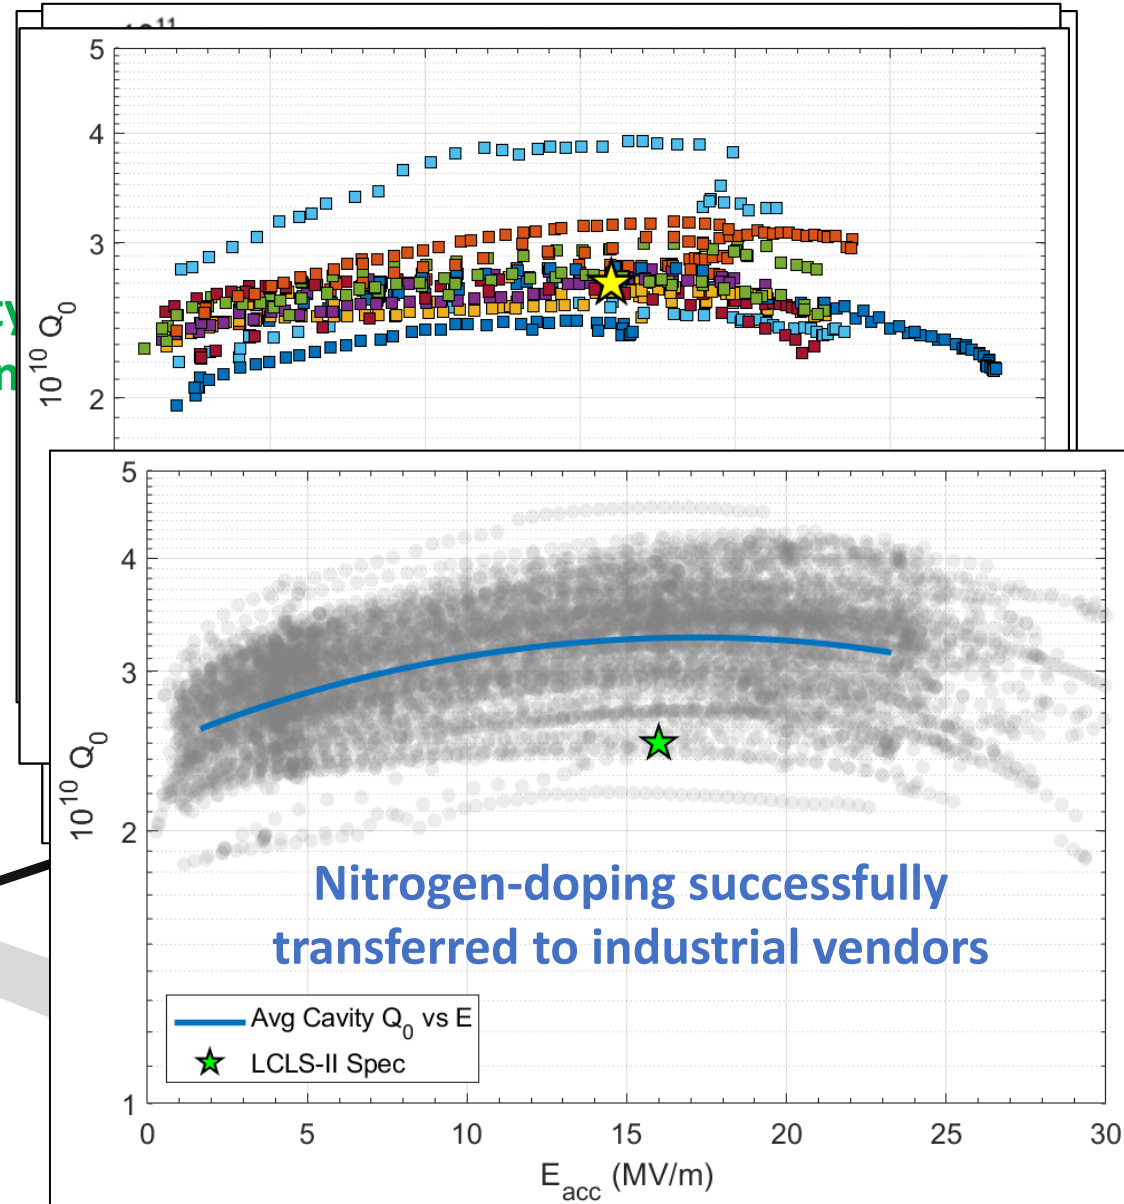 5
4
3
2
10^10 Q_0
5
4
3
2
1
10^10 Q_0
Nitrogen-doping successfully
transferred to industrial vendors
Avg Cavity Q_0 vs E
LCLS-II Spec
0 5 10 15 20 25 30
E_acc (MV/m)